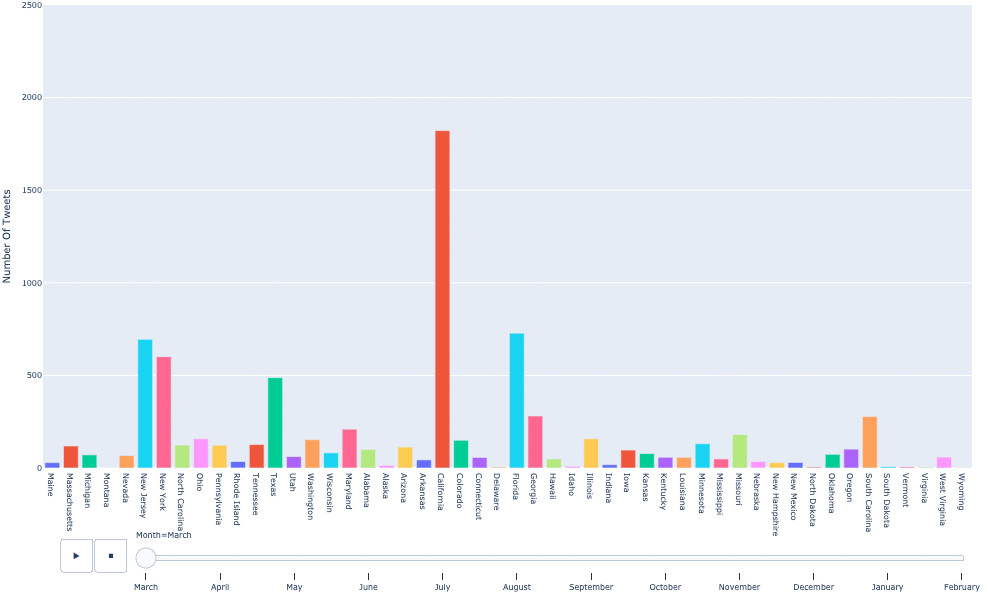 2500
2000
1500
1000
500
0
Number Of Tweets
Maine
Massachusetts
Michigan
Montana
Nevada
New Jersey
New York
North Carolina
Ohio
Pennsylvania
Rhode Island
Tennessee
Texas
Utah
Washington
Wisconsin
Maryland
Alabama
Alaska
Arizona
Arkansas
California
Colorado
Connecticut
Delaware
Florida
Georgia
Hawaii
Idaho
Illinois
Indiana
Iowa
Kansas
Kentucky
Louisiana
Minnesota
Mississippi
Missouri
Nebraska
New Hampshire
New Mexico
North Dakota
Oklahoma
Oregon
South Carolina
South Dakota
Vermont
Virginia
West Virginia
Wyoming
Month=March
March April May June July August September October November December January February